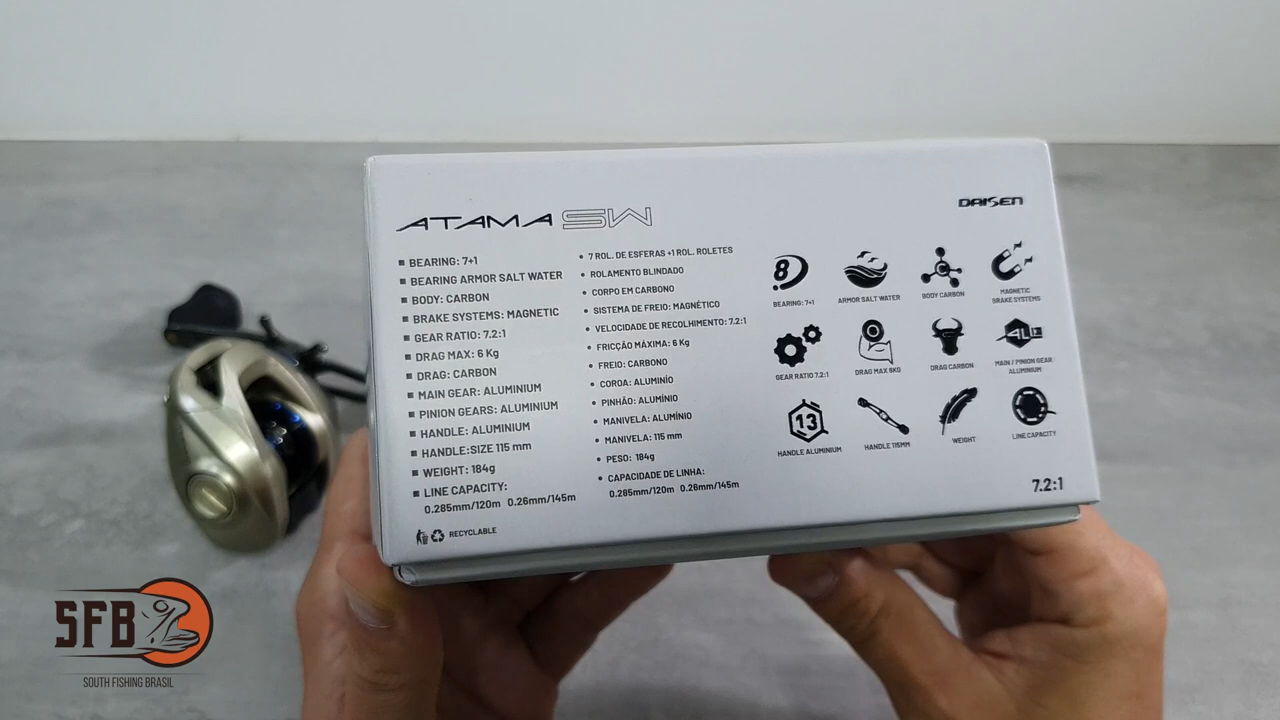 ATAMA SW
DAISEN
BEARING: 7+1
BEARING ARMOR SALT WATER
BODY: CARBON
BRAKE SYSTEMS: MAGNETIC
GEAR RATIO: 7.2:1
DRAG MAX: 6 Kg
DRAG: CARBON
MAIN GEAR: ALUMINIUM
PINION GEARS: ALUMINIUM
HANDLE: ALUMINIUM
HANDLE:SIZE 115 mm
WEIGHT: 184g
LINE CAPACITY:
0.285mm/120m 0.26mm/145m
RECYCLABLE
7 ROL. DE ESFERAS +1 ROL. ROLETES
ROLAMENTO BLINDADO
CORPO EM CARBONO
SISTEMA DE FREIO: MAGNÉTICO
VELOCIDADE DE RECOLHIMENTO: 7.2:1
FRICÇÃO MÁXIMA: 6 Kg
FREIO: CARBONO
COROA: ALUMINÍO
PINHÃO: ALUMÍNIO
MANIVELA: ALUMÍNIO
MANIVELA: 115 mm
PESO: 184g
CAPACIDADE DE LINHA:
0.285mm/120m 0.26mm/145m
8
BEARING: 7+1
ARMOR SALT WATER
BODY CARBON
MAGNETIC
BRAKE SYSTEMS
GEAR RATIO 7.2:1
DRAG MAX 6KG
DRAG CARBON
MAIN / PINION GEAR
ALUMINIUM
13
HANDLE ALUMINIUM
HANDLE 115MM
WEIGHT
LINE CAPACITY
7.2:1
SFB
SOUTH FISHING BRASIL